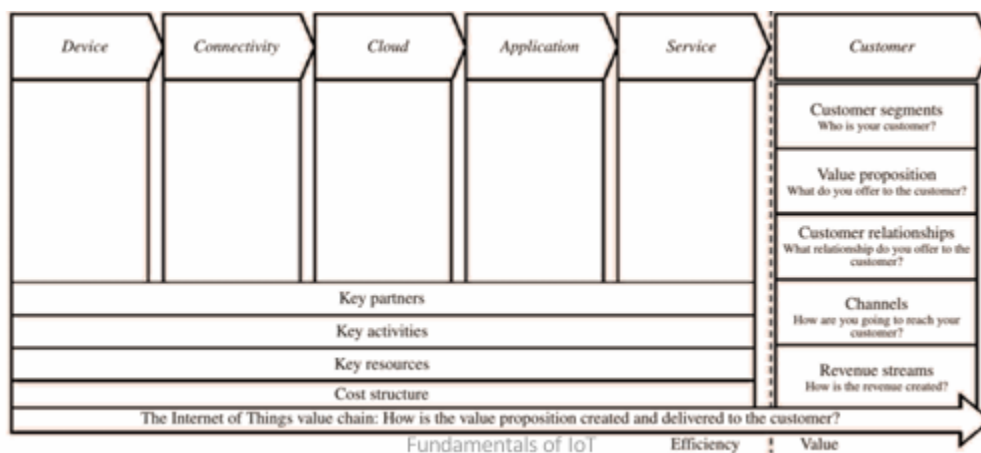 Device
Connectivity
Cloud
Application
Service
Customer
Customer segments
Who is your customer?
Value proposition
What do you offer to the customer?
Customer relationships
What relationship do you offer to the
customer?
Key partners
Channels
How are you going to reach your
customer?
Key activities
Key resources
Revenue streams
How is the revenue created?
Cost structure
The Internet of Things value chain: How is the value proposition created and delivered to the customer?
Fundamentals of IoT
Efficiency
Value